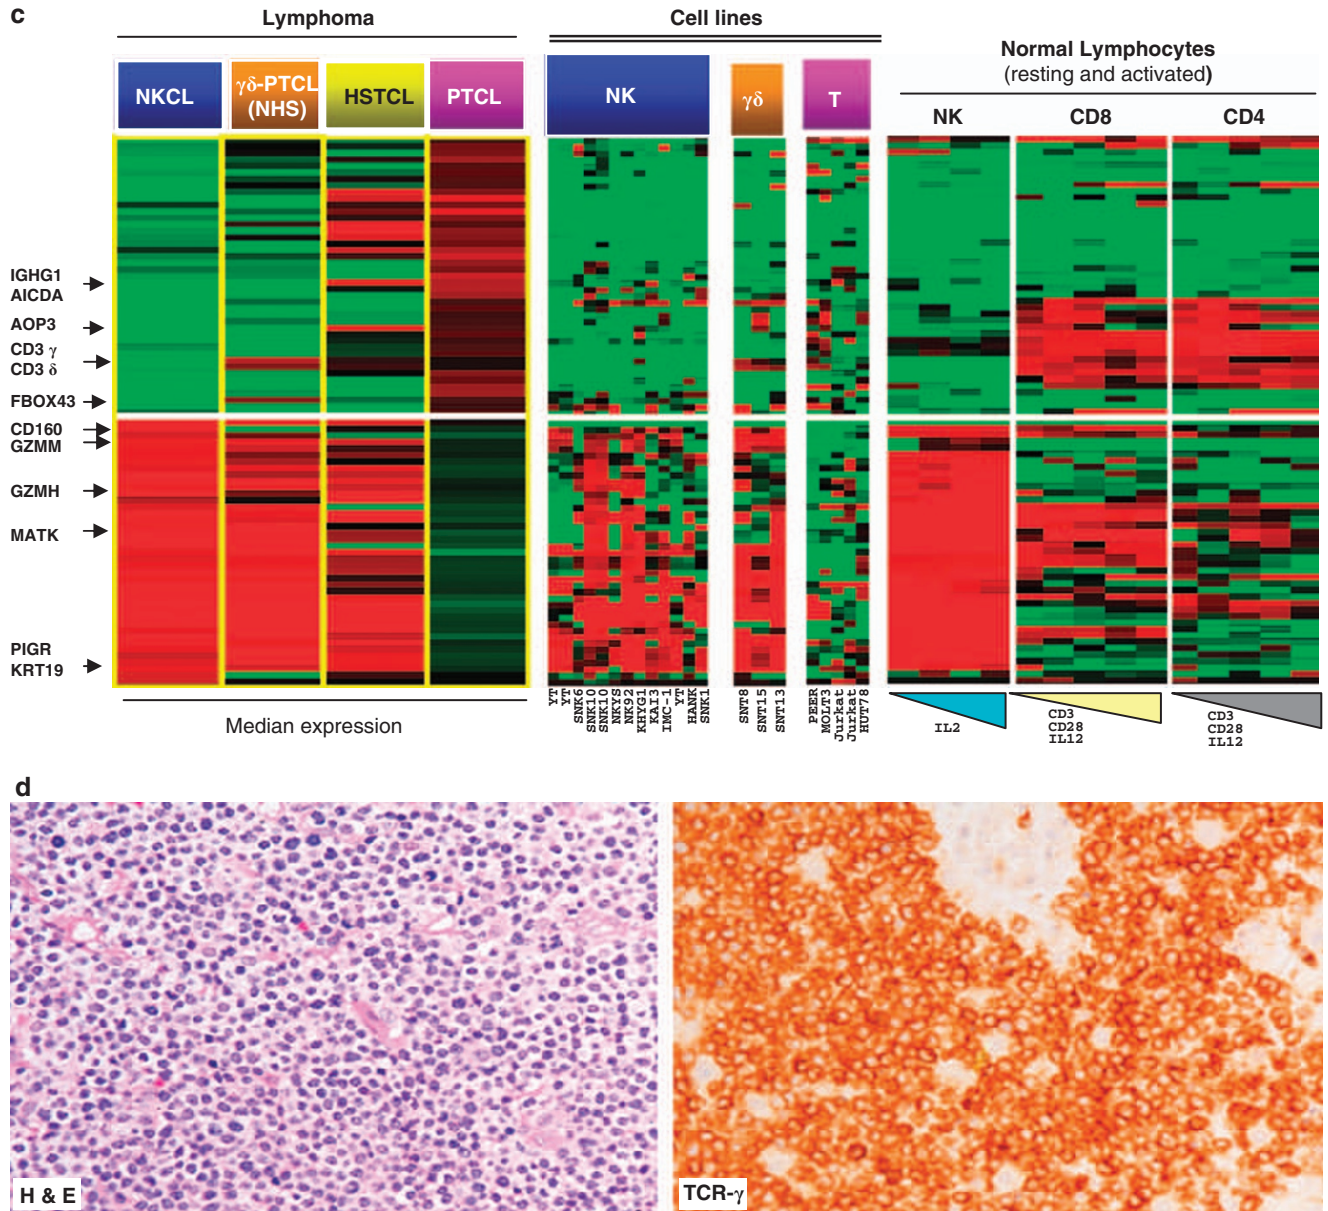 c
Lymphoma
Cell lines
Normal Lymphocytes
(resting and activated)
NKCL
γδ-PTCL
(NHS)
HSTCL
PTCL
NK
γδ
T
NK
CD8
CD4
IGHG1
AICDA
AOP3
CD3 γ
CD3 δ
FBOX43
CD160
GZMM
GZMH
MATK
PIGR
KRT19
YT
YT
SNK6
SNK10
SNK10
NKYS
NK92
KHYG1
KAI3
IMC-1
YT
HANK
SNK1
SNT8
SNT15
SNT13
PEER
MOLT3
Jurkat
Jurkat
HUT78
Median expression
IL2
CD3
CD28
IL12
CD3
CD28
IL12
d
H & E
TCR-γ